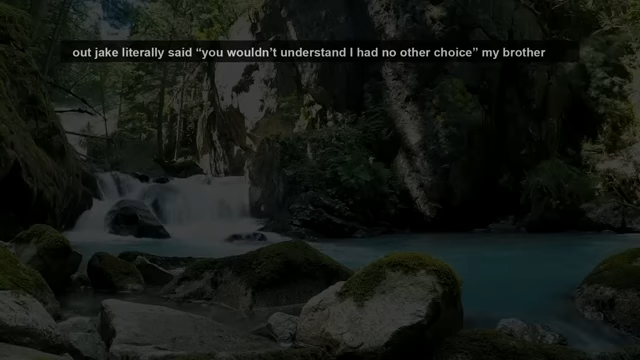 out jake literally said “you wouldn’t understand I had no other choice” my brother